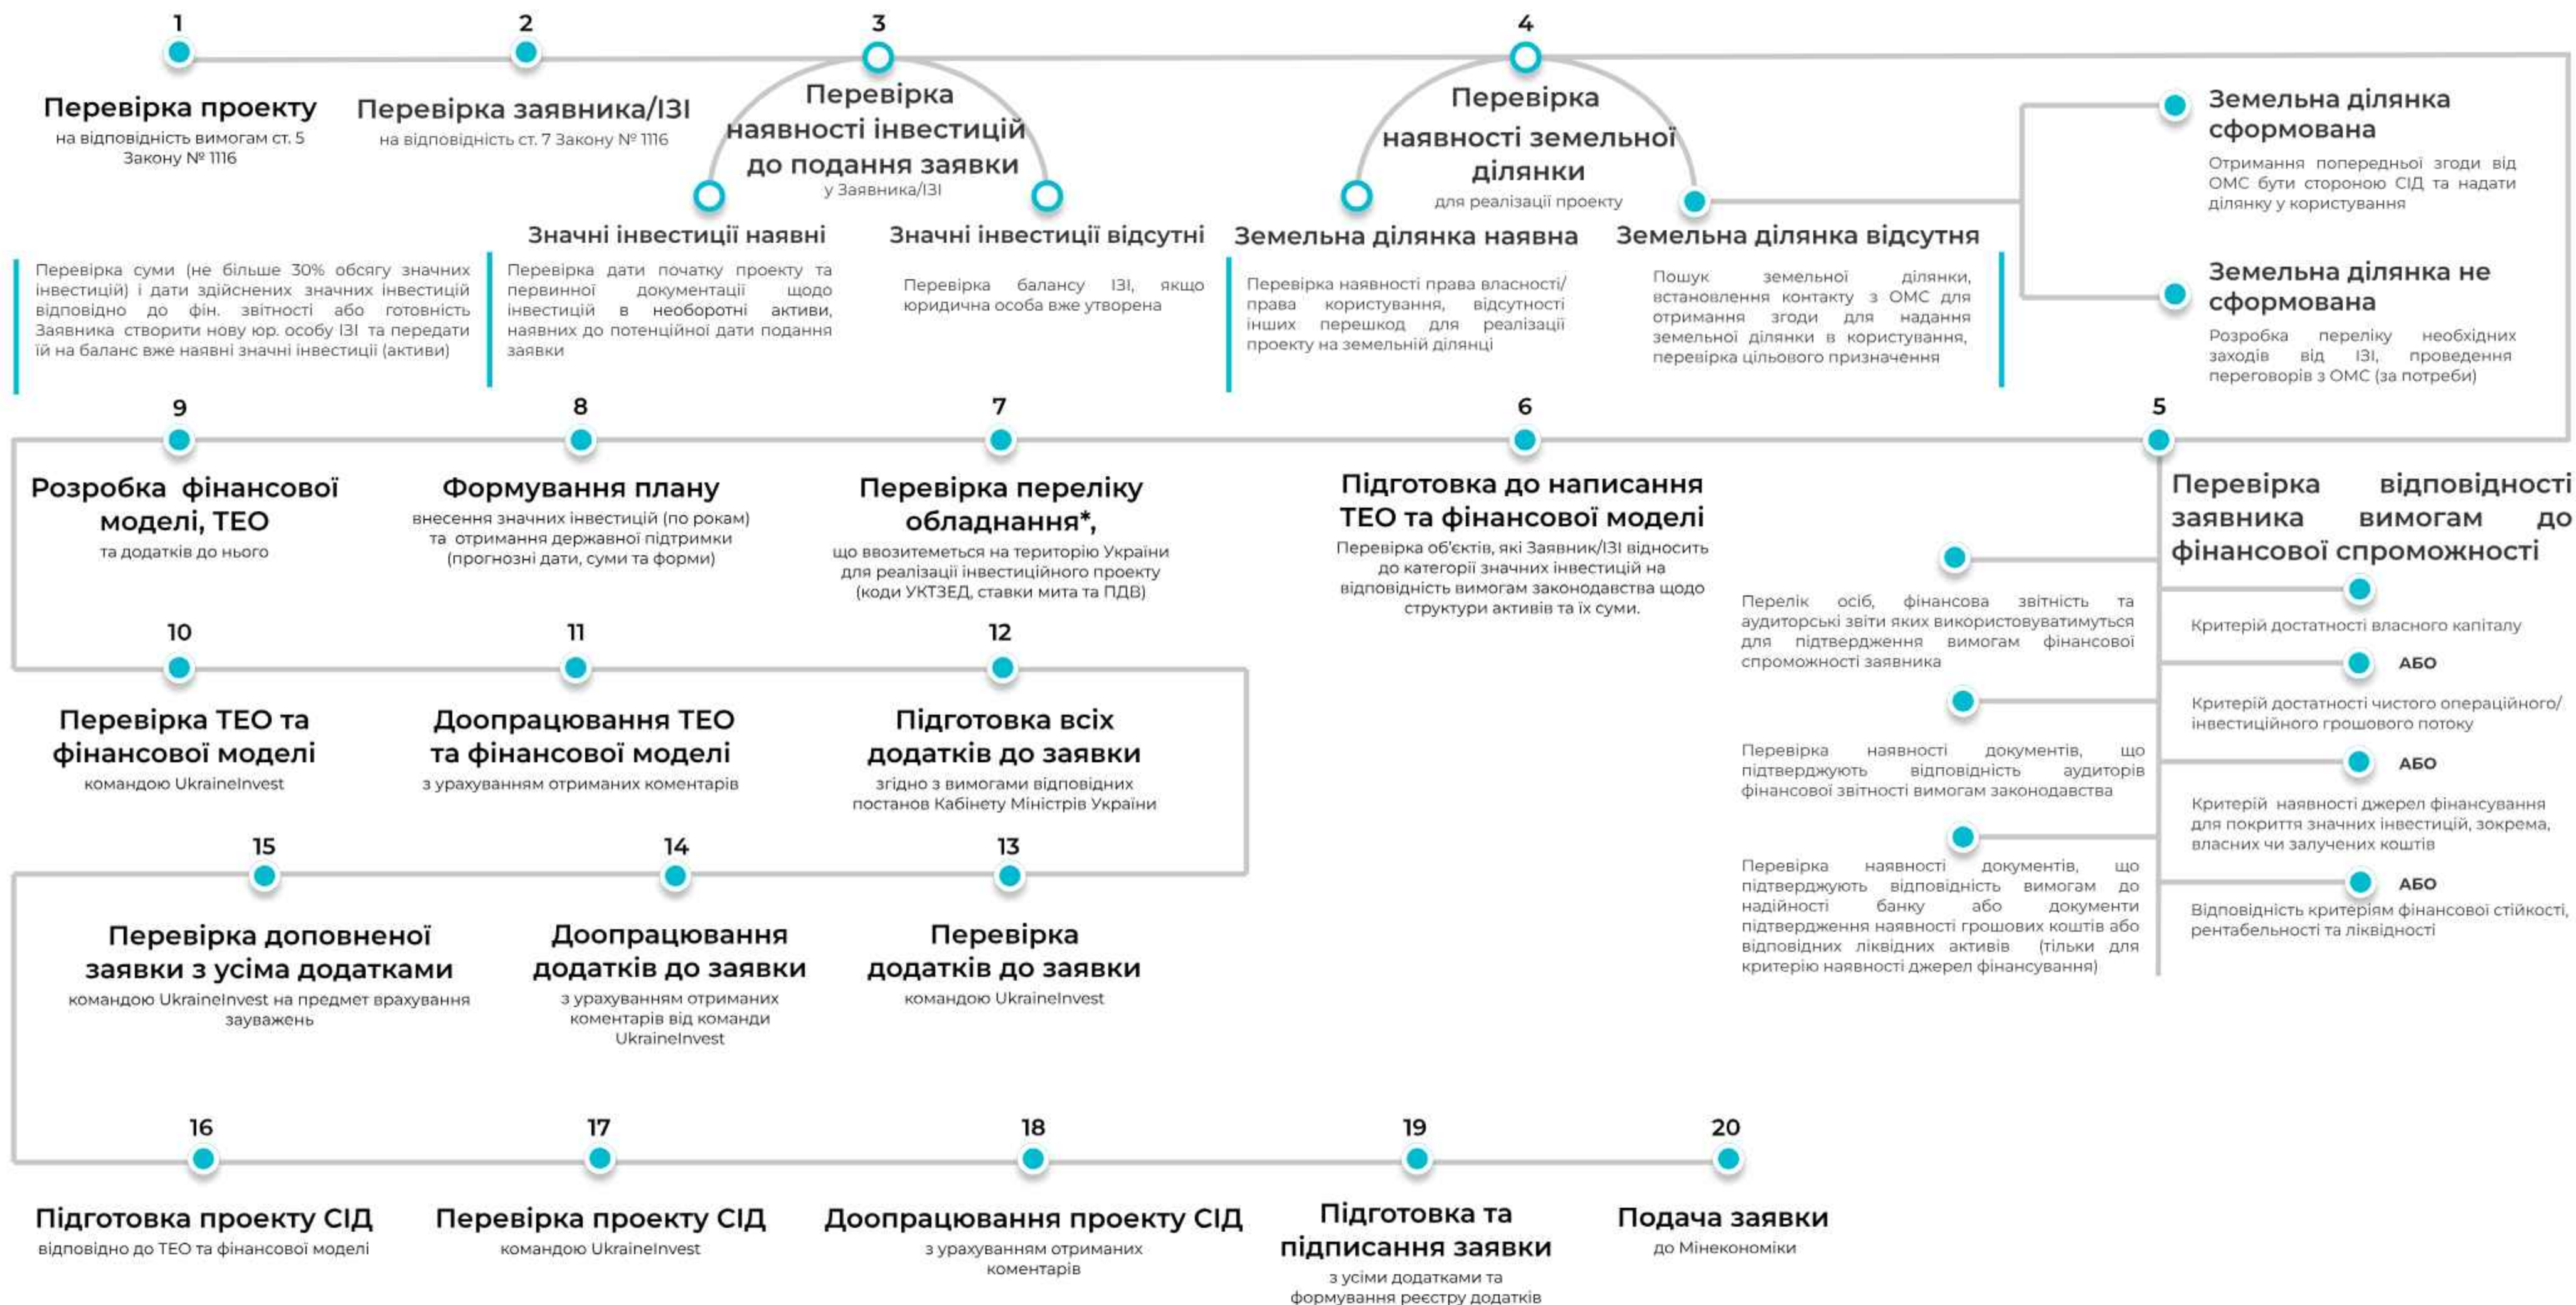 1
Перевірка проекту
на відповідність вимогам ст. 5
Закону № 1116
2
Перевірка заявника/ІЗІ
на відповідність ст. 7 Закону № 1116
3
Перевірка
наявності інвестицій
до подання заявки
у Заявника/ІЗІ
4
Перевірка
наявності земельної
ділянки
для реалізації проекту
Земельна ділянка
сформована
Отримання попередньої згоди від
ОМС бути стороною СІД та надати
ділянку у користування
Земельна ділянка не
сформована
Розробка переліку необхідних
заходів від ІЗІ, проведення
переговорів з ОМС (за потреби)
Перевірка суми (не більше 30% обсягу значних
інвестицій) і дати здійснених значних інвестицій
відповідно до фін. звітності або готовність
Заявника створити нову юр. особу ІЗІ та передати
їй на баланс вже наявні значні інвестиції (активи)
Значні інвестиції наявні
Перевірка дати початку проекту та
первинної документації щодо
інвестицій в необоротні активи,
наявних до потенційної дати подання
заявки
Значні інвестиції відсутні
Перевірка балансу ІЗІ, якщо
юридична особа вже утворена
Земельна ділянка наявна
Перевірка наявності права власності/
права користування, відсутності
інших перешкод для реалізації
проекту на земельній ділянці
Земельна ділянка відсутня
Пошук земельної ділянки,
встановлення контакту з ОМС для
отримання згоди для надання
земельної ділянки в користування,
перевірка цільового призначення
9
Розробка фінансової
моделі, ТЕО
та додатків до нього
8
Формування плану
внесення значних інвестицій (по рокам)
та отримання державної підтримки
(прогнозні дати, суми та форми)
7
Перевірка переліку
обладнання*,
що ввозитеметься на територію України
для реалізації інвестиційного проекту
(коди УКТЗЕД, ставки мита та ПДВ)
6
Підготовка до написання
ТЕО та фінансової моделі
Перевірка об'єктів, які Заявник/ІЗІ відносить
до категорії значних інвестицій на
відповідність вимогам законодавства щодо
структури активів та їх суми.
5
Перевірка відповідності
заявника вимогам до
фінансової спроможності
Перелік осіб, фінансова звітність та
аудиторські звіти яких використовуватимуться
для підтвердження вимогам фінансової
спроможності заявника
Перевірка наявності документів, що
підтверджують відповідність аудиторів
фінансової звітності вимогам законодавства
Перевірка наявності документів, що
підтверджують відповідність вимогам до
надійності банку або документи
підтвердження наявності грошових коштів або
відповідних ліквідних активів (тільки для
критерію наявності джерел фінансування)
Критерій достатності власного капіталу
АБО
Критерій достатності чистого операційного/
інвестиційного грошового потоку
АБО
Критерій наявності джерел фінансування
для покриття значних інвестицій, зокрема,
власних чи залучених коштів
АБО
Відповідність критеріям фінансової стійкості,
рентабельності та ліквідності
10
Перевірка ТЕО та
фінансової моделі
командою UkraineInvest
11
Доопрацювання ТЕО
та фінансової моделі
з урахуванням отриманих коментарів
12
Підготовка всіх
додатків до заявки
згідно з вимогами відповідних
постанов Кабінету Міністрів України
15
Перевірка доповненої
заявки з усіма додатками
командою UkraineInvest на предмет врахування
зауважень
14
Доопрацювання
додатків до заявки
з урахуванням отриманих
коментарів від команди
UkraineInvest
13
Перевірка
додатків до заявки
командою UkraineInvest
16
Підготовка проекту СІД
відповідно до ТЕО та фінансової моделі
17
Перевірка проекту СІД
командою UkraineInvest
18
Доопрацювання проекту СІД
з урахуванням отриманих
коментарів
19
Підготовка та
підписання заявки
з усіми додатками та
формування реєстру додатків
20
Подача заявки
до Мінекономіки